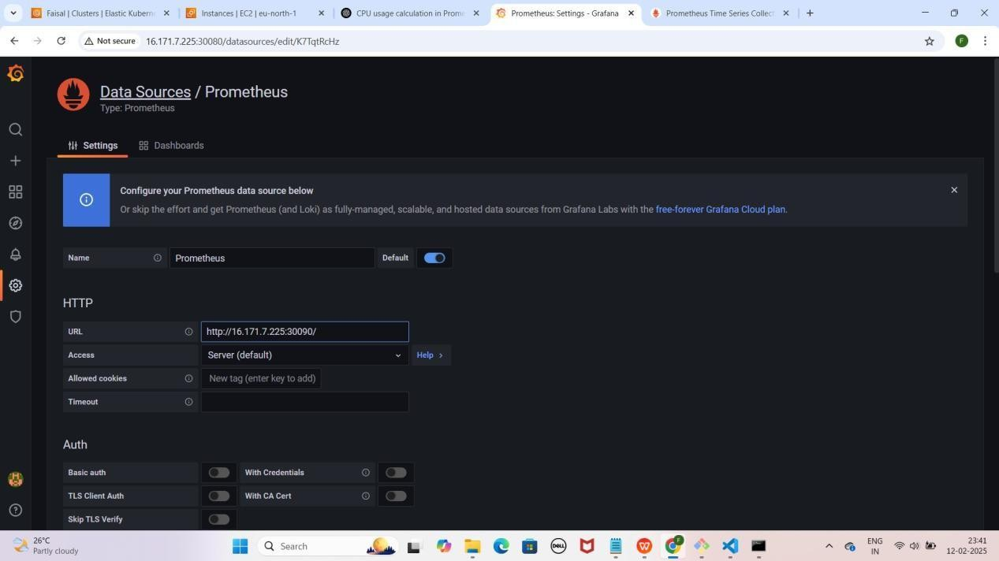 Faisal | Clusters | Elastic Kuberne
Instances | EC2 | eu-north-1
CPU usage calculation in Prome
Prometheus: Settings - Grafana
Prometheus Time Series Collect
Not secure
16.171.7.225:30080/datasources/edit/K7TqtRcHz
F
Data Sources / Prometheus
Type: Prometheus
Settings
Dashboards
Configure your Prometheus data source below
Or skip the effort and get Prometheus (and Loki) as fully-managed, scalable, and hosted data sources from Grafana Labs with the free-forever Grafana Cloud plan.
Name
Prometheus
Default
HTTP
URL
http://16.171.7.225:30090/
Access
Server (default)
Help >
Allowed cookies
New tag (enter key to add)
Timeout
Auth
Basic auth
With Credentials
TLS Client Auth
With CA Cert
Skip TLS Verify
26°C
Partly cloudy
Search
DELL
F
ENG
IN
23:41
12-02-2025